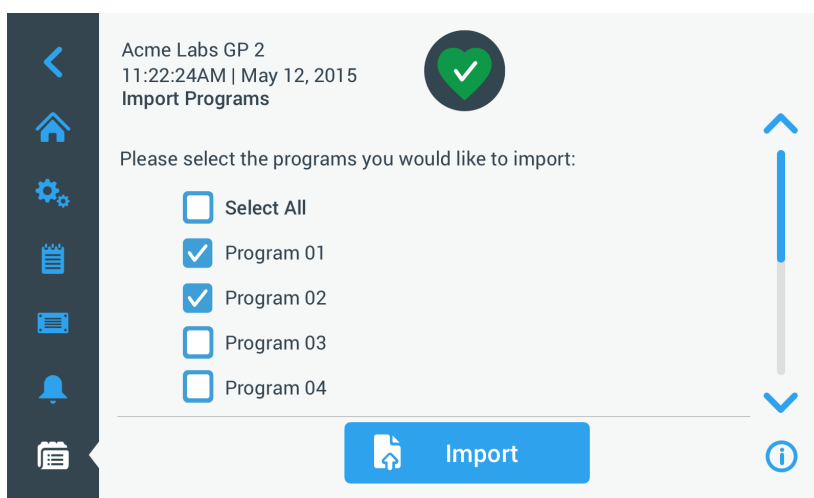 Acme Labs GP 2
11:22:24AM | May 12, 2015
Import Programs
Please select the programs you would like to import:
Select All
Program 01
Program 02
Program 03
Program 04
Import